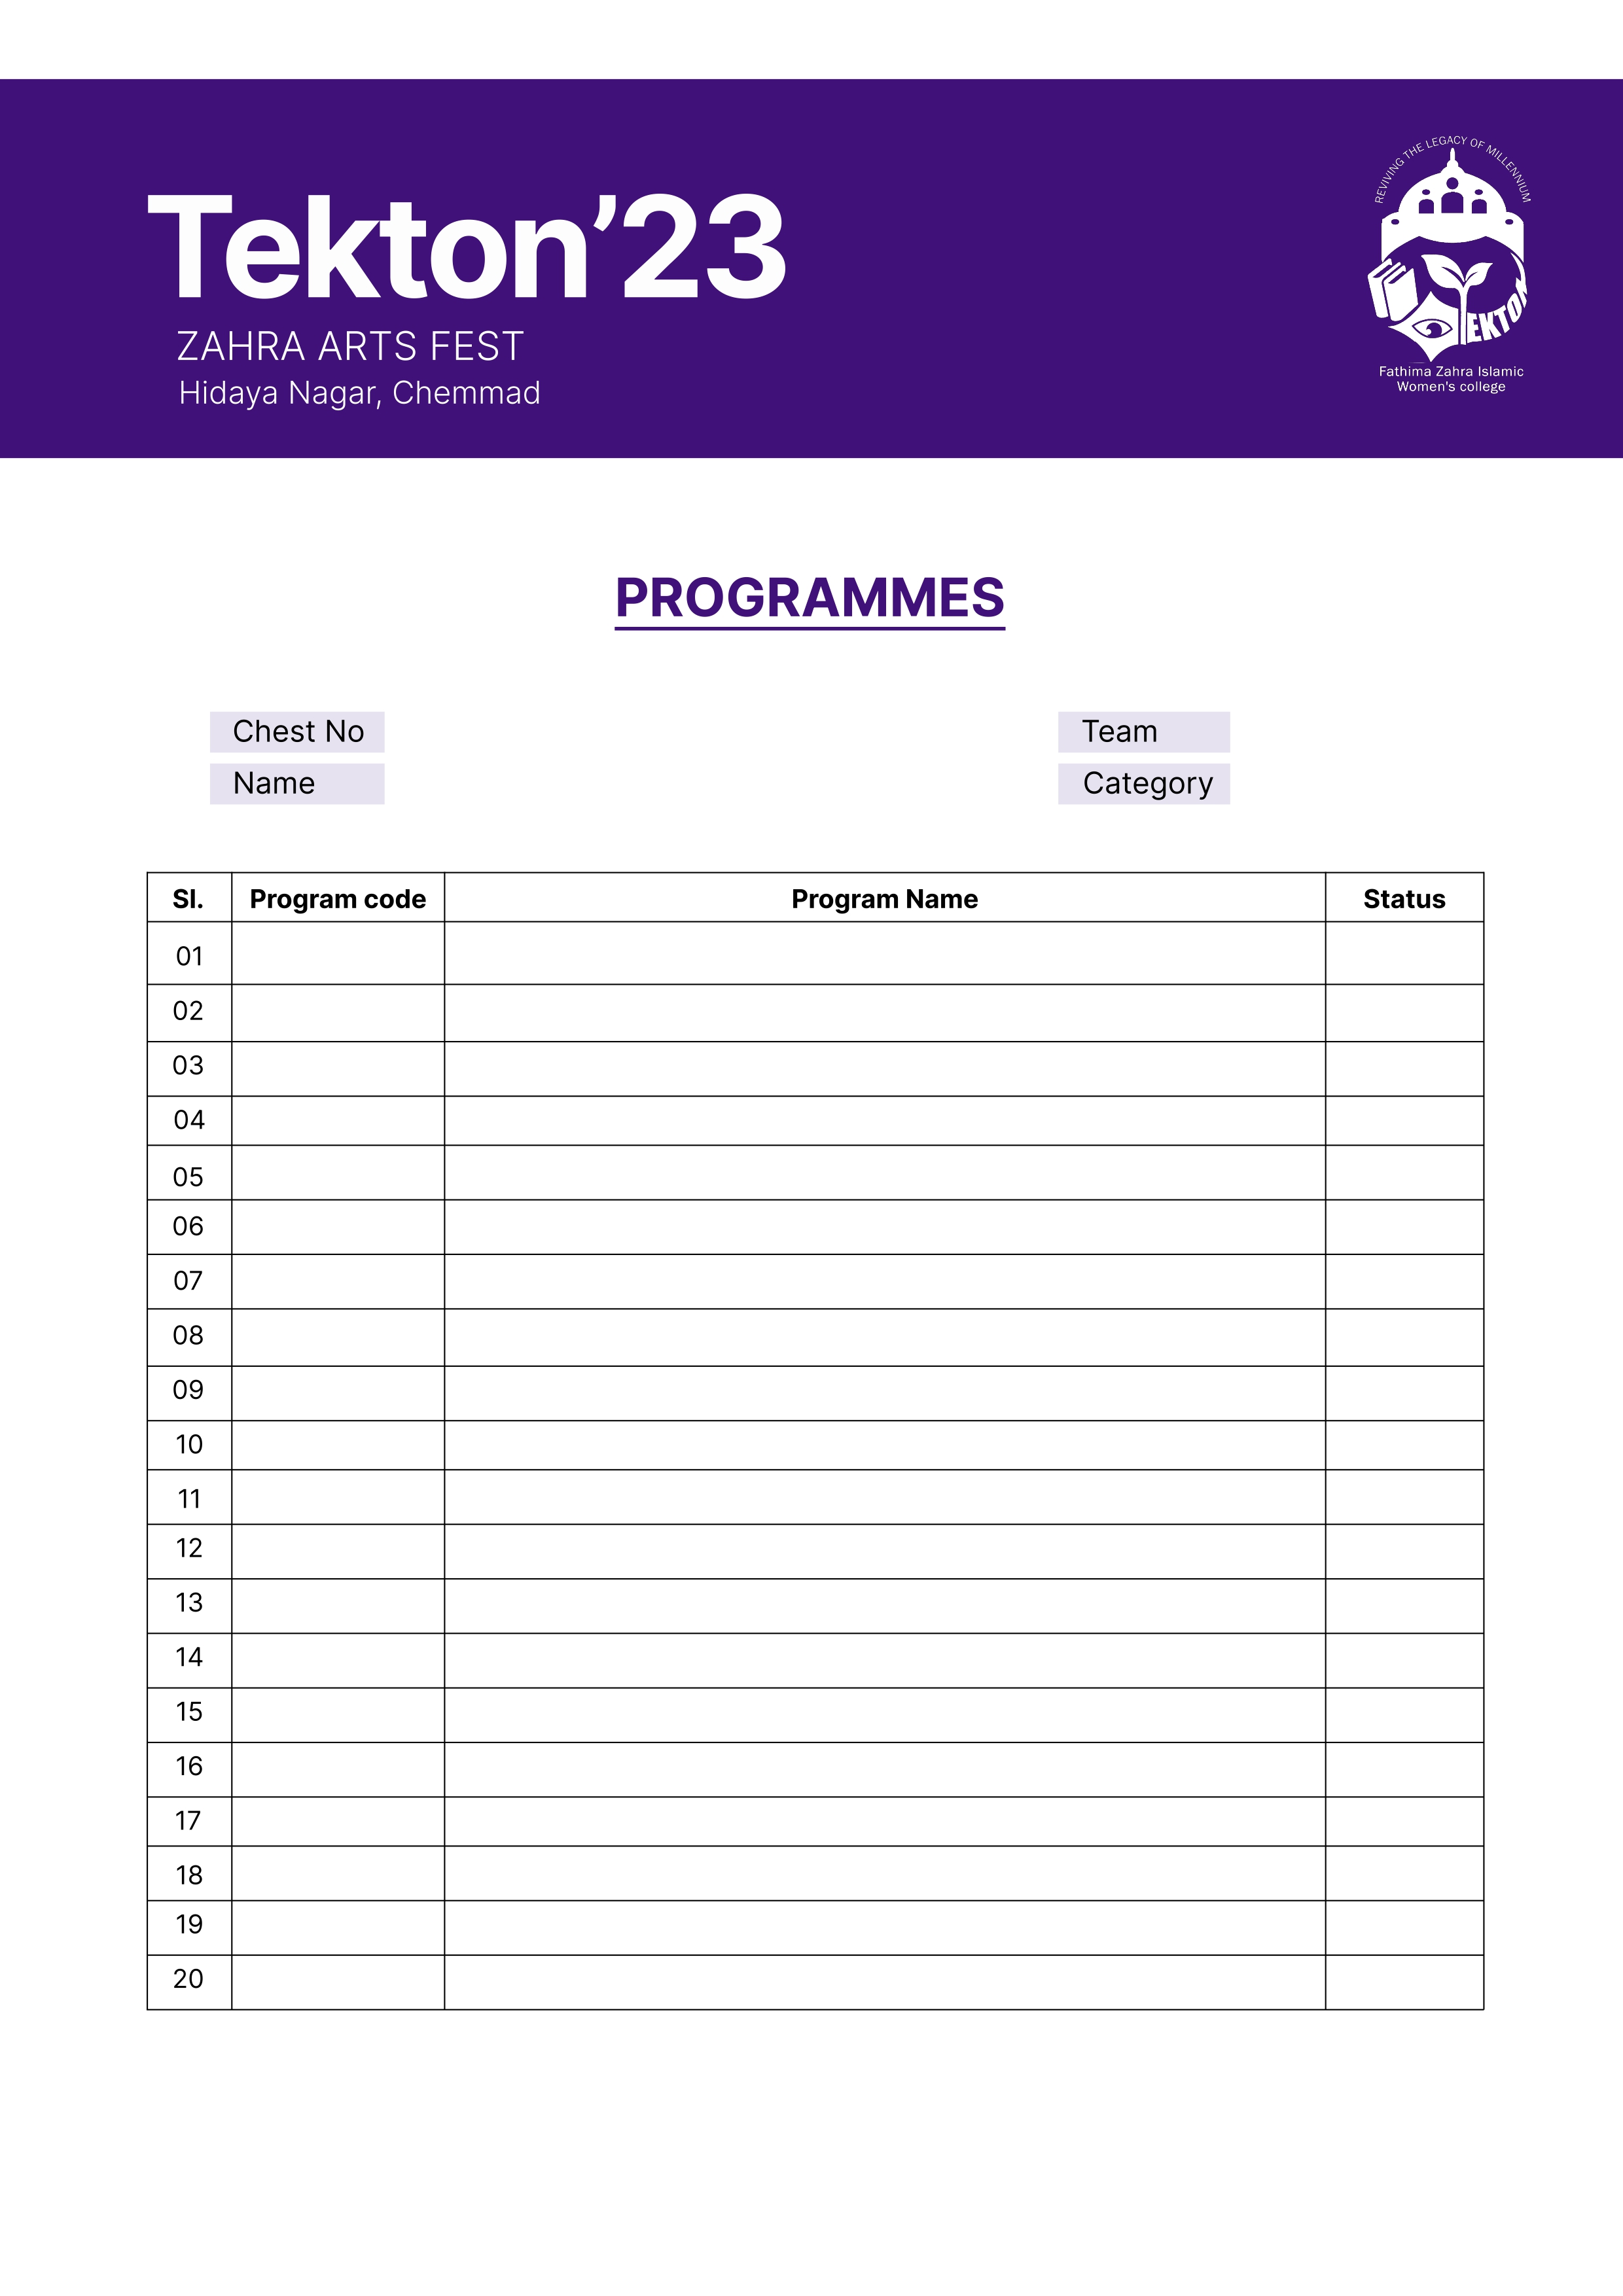 Tekton’23
ZAHRA ARTS FEST
Hidaya Nagar, Chemmad
REVIVING THE LEGACY OF MILLENNIUM
EKTON
Fathima Zahra Islamic
Women's college
PROGRAMMES
Chest No
Team
Name
Category
Sl. Program code Program Name Status
01
02
03
04
05
06
07
08
09
10
11
12
13
14
15
16
17
18
19
20